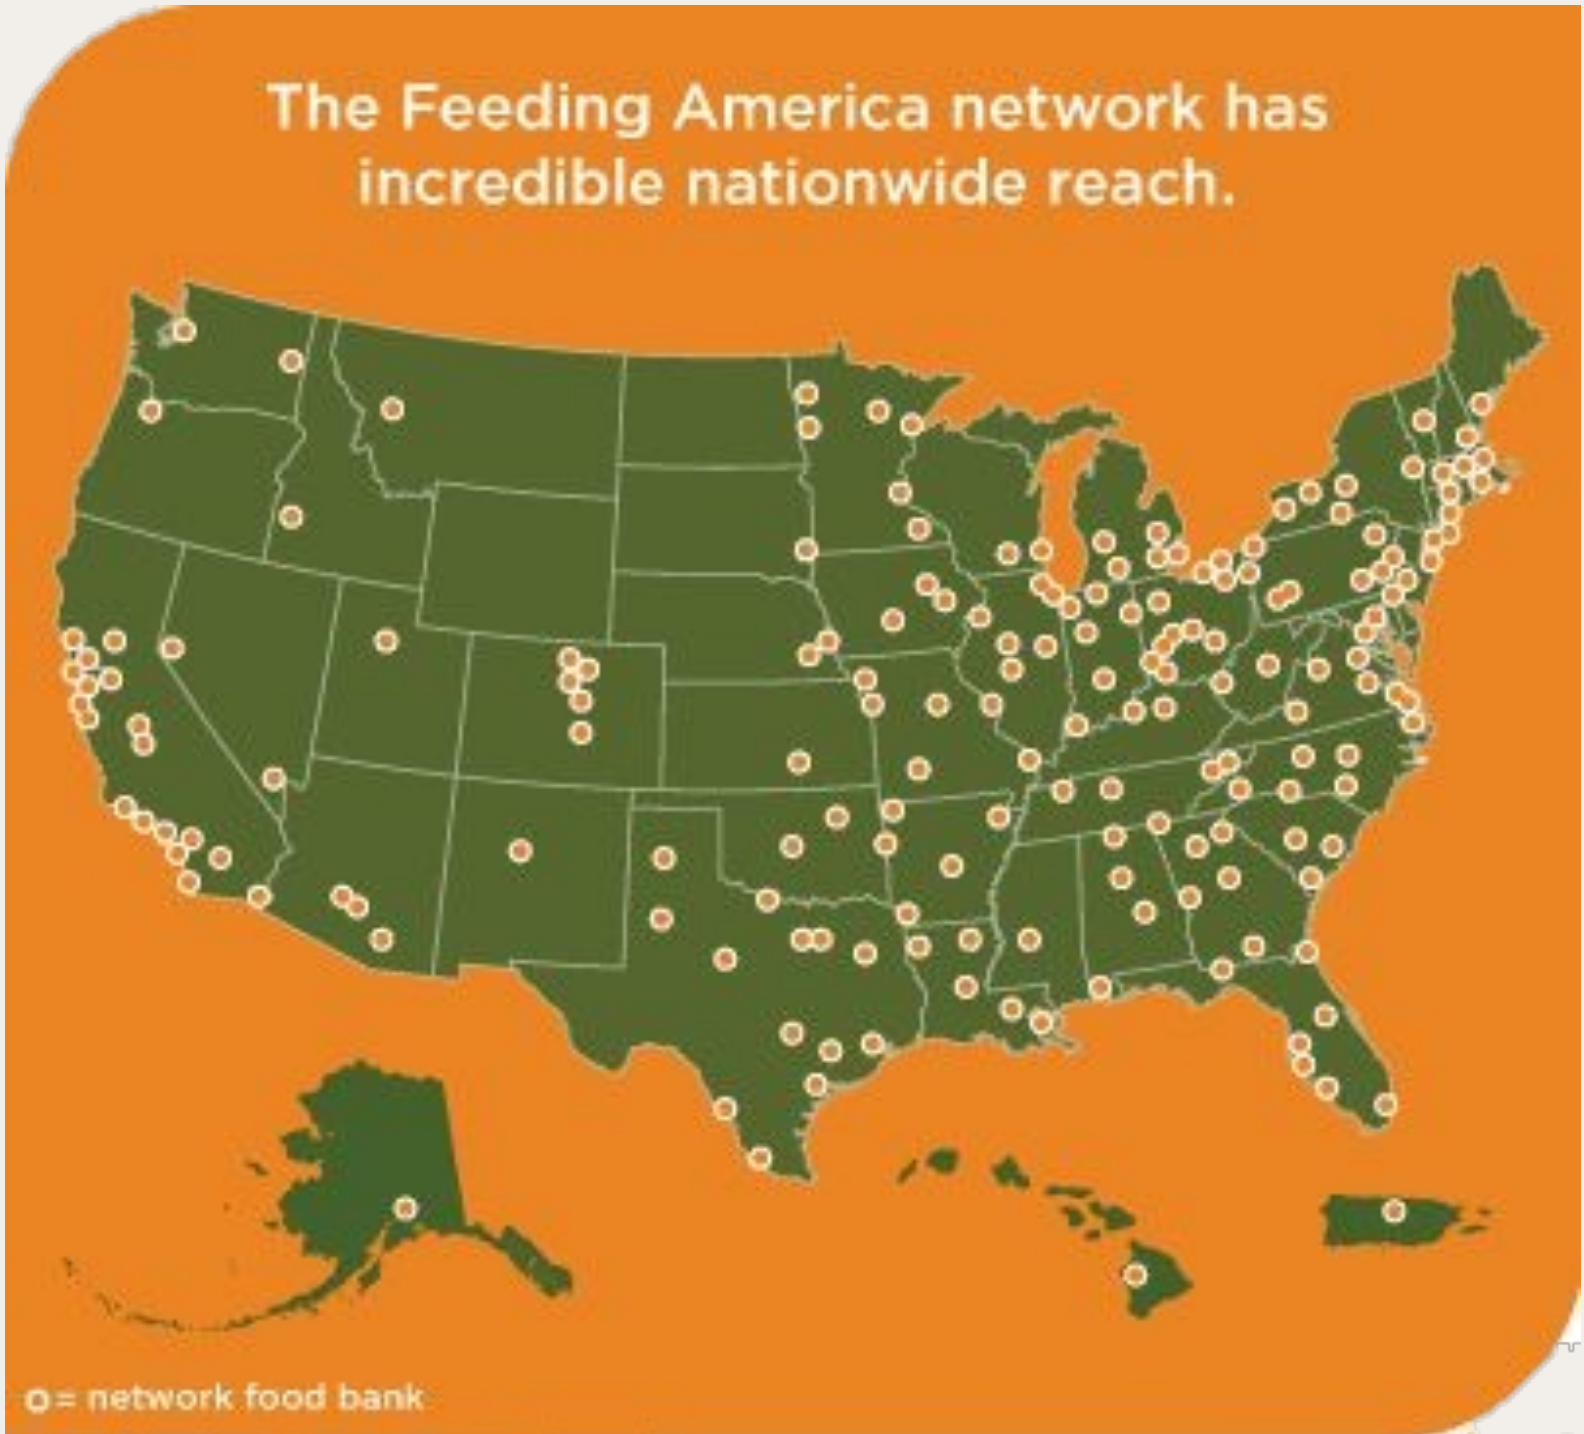 The Feeding America network has
incredible nationwide reach.
= network food bank